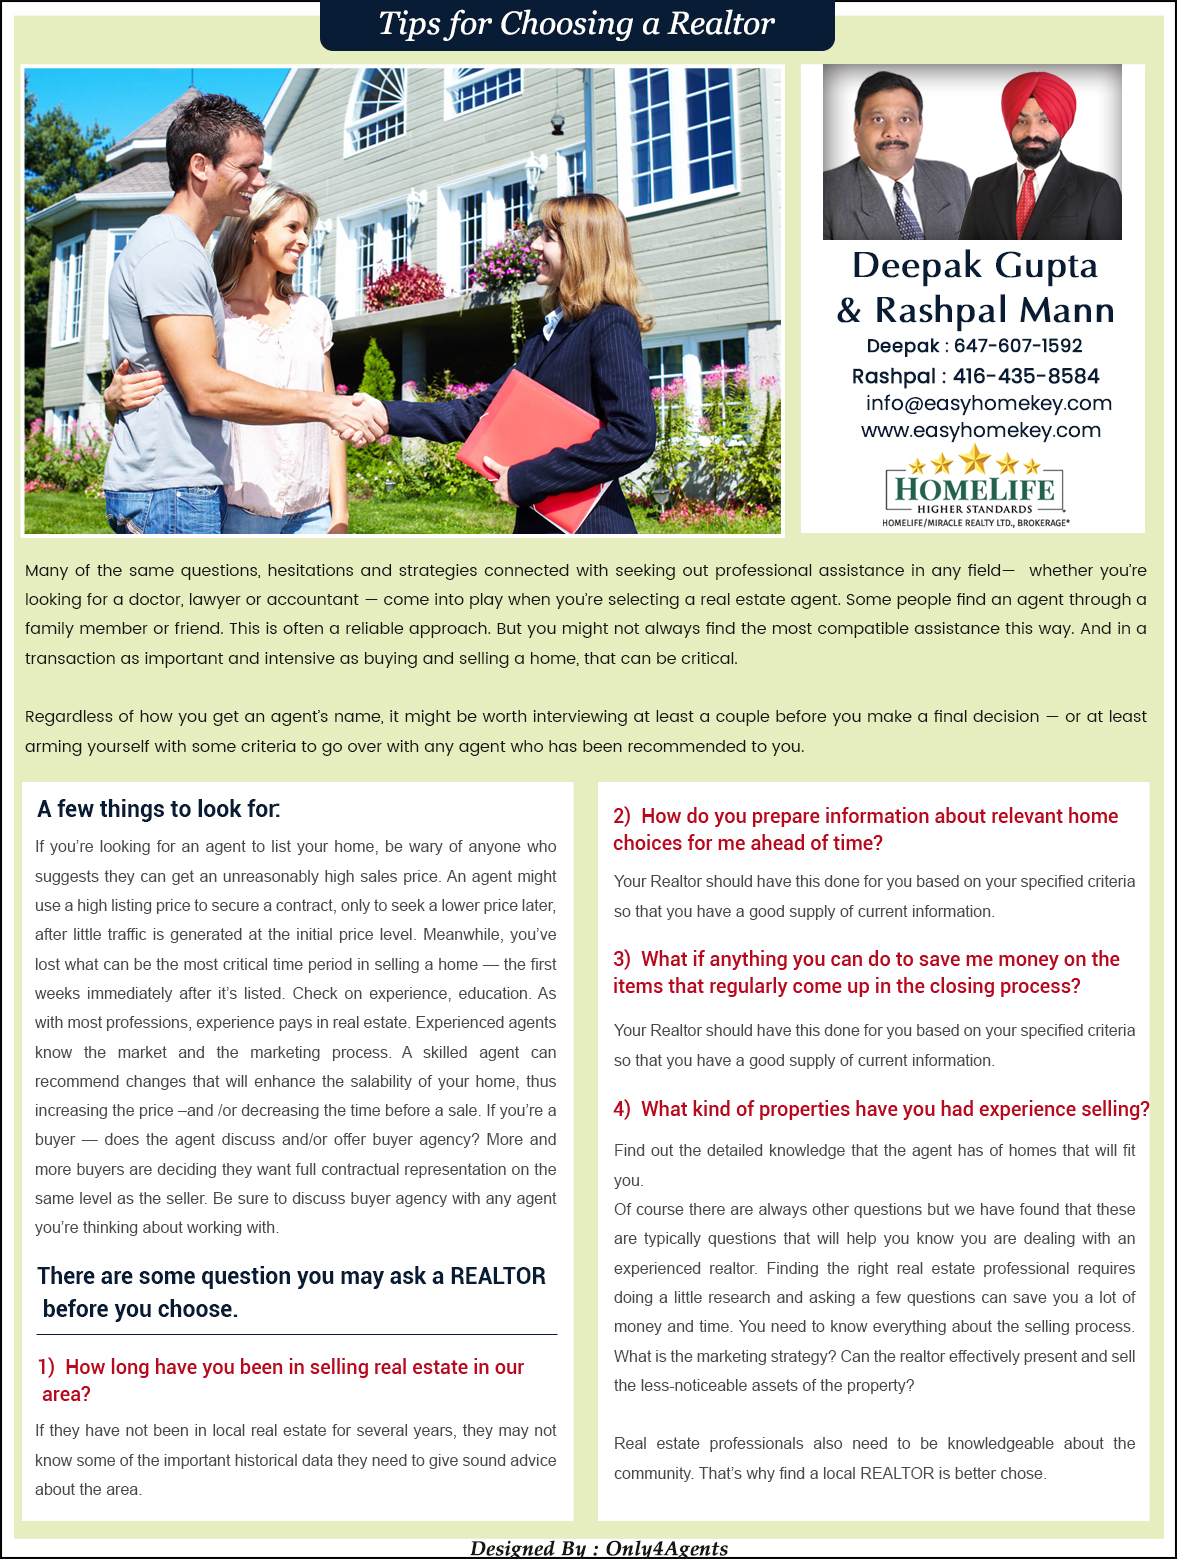 Tips for Choosing a Realtor
Deepak Gupta
& Rashpal Mann
Deepak : 647-607-1592
Rashpal : 416-435-8584
info@easyhomekey.com
www.easyhomekey.com
HOMELIFE
HIGHER STANDARDS
HOMELIFE/MIRACLE REALTY LTD., BROKERAGE*
Many of the same questions, hesitations and strategies connected with seeking out professional assistance in any field— whether you're
looking for a doctor, lawyer or accountant — come into play when you're selecting a real estate agent. Some people find an agent through a
family member or friend. This is often a reliable approach. But you might not always find the most compatible assistance this way. And in a
transaction as important and intensive as buying and selling a home, that can be critical.
Regardless of how you get an agent's name, it might be worth interviewing at least a couple before you make a final decision — or at least
arming yourself with some criteria to go over with any agent who has been recommended to you.
A few things to look for:
If you're looking for an agent to list your home, be wary of anyone who
suggests they can get an unreasonably high sales price. An agent might
use a high listing price to secure a contract, only to seek a lower price later,
after little traffic is generated at the initial price level. Meanwhile, you've
lost what can be the most critical time period in selling a home — the first
weeks immediately after it's listed. Check on experience, education. As
with most professions, experience pays in real estate. Experienced agents
know the market and the marketing process. A skilled agent can
recommend changes that will enhance the salability of your home, thus
increasing the price –and /or decreasing the time before a sale. If you're a
buyer — does the agent discuss and/or offer buyer agency? More and
more buyers are deciding they want full contractual representation on the
same level as the seller. Be sure to discuss buyer agency with any agent
you're thinking about working with.
There are some question you may ask a REALTOR
before you choose.
1) How long have you been in selling real estate in our
area?
If they have not been in local real estate for several years, they may not
know some of the important historical data they need to give sound advice
about the area.
2) How do you prepare information about relevant home
choices for me ahead of time?
Your Realtor should have this done for you based on your specified criteria
so that you have a good supply of current information.
3) What if anything you can do to save me money on the
items that regularly come up in the closing process?
Your Realtor should have this done for you based on your specified criteria
so that you have a good supply of current information.
4) What kind of properties have you had experience selling?
Find out the detailed knowledge that the agent has of homes that will fit
you.
Of course there are always other questions but we have found that these
are typically questions that will help you know you are dealing with an
experienced realtor. Finding the right real estate professional requires
doing a little research and asking a few questions can save you a lot of
money and time. You need to know everything about the selling process.
What is the marketing strategy? Can the realtor effectively present and sell
the less-noticeable assets of the property?
Real estate professionals also need to be knowledgeable about the
community. That's why find a local REALTOR is better chose.
Designed By : Only4Agents